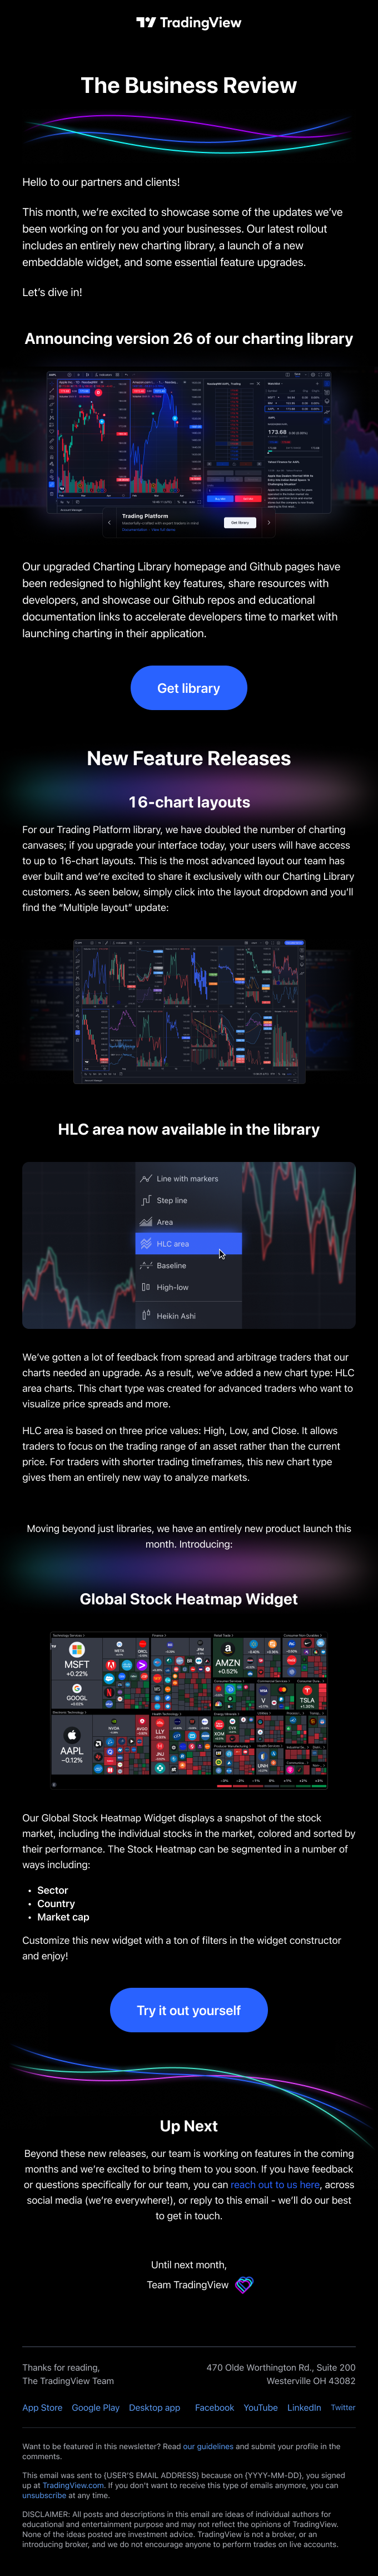 TradingView
The Business Review
Hello to our partners and clients!
This month, we're excited to showcase some of the updates we've
been working on for you and your businesses. Our latest rollout
includes an entirely new charting library, a launch of a new
embeddable widget, and some essential feature upgrades.
Let's dive in!
Announcing version 26 of our charting library
173.68
Trading Platform
Get library
Our upgraded Charting Library homepage and Github pages have
been redesigned to highlight key features, share resources with
developers, and showcase our Github repos and educational
documentation links to accelerate developers time to market with
launching charting in their application.
Get library
New Feature Releases
16-chart layouts
For our Trading Platform library, we have doubled the number of charting
canvases; if you upgrade your interface today, your users will have access
to up to 16-chart layouts. This is the most advanced layout our team has
ever built and we're excited to share it exclusively with our Charting Library
customers. As seen below, simply click into the layout dropdown and you'll
find the "Multiple layout" update:
HLC area now available in the library
Line with markers
Step line
Area
HLC area
Baseline
High-low
Heikin Ashi
We've gotten a lot of feedback from spread and arbitrage traders that our
charts needed an upgrade. As a result, we've added a new chart type: HLC
area charts. This chart type was created for advanced traders who want to
visualize price spreads and more.
HLC area is based on three price values: High, Low, and Close. It allows
traders to focus on the trading range of an asset rather than the current
price. For traders with shorter trading timeframes, this new chart type
gives them an entirely new way to analyze markets.
Moving beyond just libraries, we have an entirely new product launch this
month. Introducing:
Global Stock Heatmap Widget
MSFT
+0.22%
GOOGL
AAPL
-0.12%
META
NVDA
AVGO
LLY
JNJ
AMZN
+0.52%
XOM
V
UNH
TSLA
Our Global Stock Heatmap Widget displays a snapshot of the stock
market, including the individual stocks in the market, colored and sorted by
their performance. The Stock Heatmap can be segmented in a number of
ways including:
• Sector
• Country
• Market cap
Customize this new widget with a ton of filters in the widget constructor
and enjoy!
Try it out yourself
Up Next
Beyond these new releases, our team is working on features in the coming
months and we're excited to bring them to you soon. If you have feedback
or questions specifically for our team, you can reach out to us here, across
social media (we're everywhere!), or reply to this email - we'll do our best
to get in touch.
Until next month,
Team TradingView
Thanks for reading,
The TradingView Team
470 Olde Worthington Rd., Suite 200
Westerville OH 43082
App Store Google Play Desktop app Facebook YouTube LinkedIn Twitter
Want to be featured in this newsletter? Read our guidelines and submit your profile in the
comments.
This email was sent to {USER'S EMAIL ADDRESS} because on {YYYY-MM-DD}, you signed
up at TradingView.com. If you don't want to receive this type of emails anymore, you can
unsubscribe at any time.
DISCLAIMER: All posts and descriptions in this email are ideas of individual authors for
educational and entertainment purpose and may not reflect the opinions of TradingView.
None of the ideas posted are investment advice. TradingView is not a broker, or an
introducing broker, and we do not encourage anyone to perform trades on live accounts.